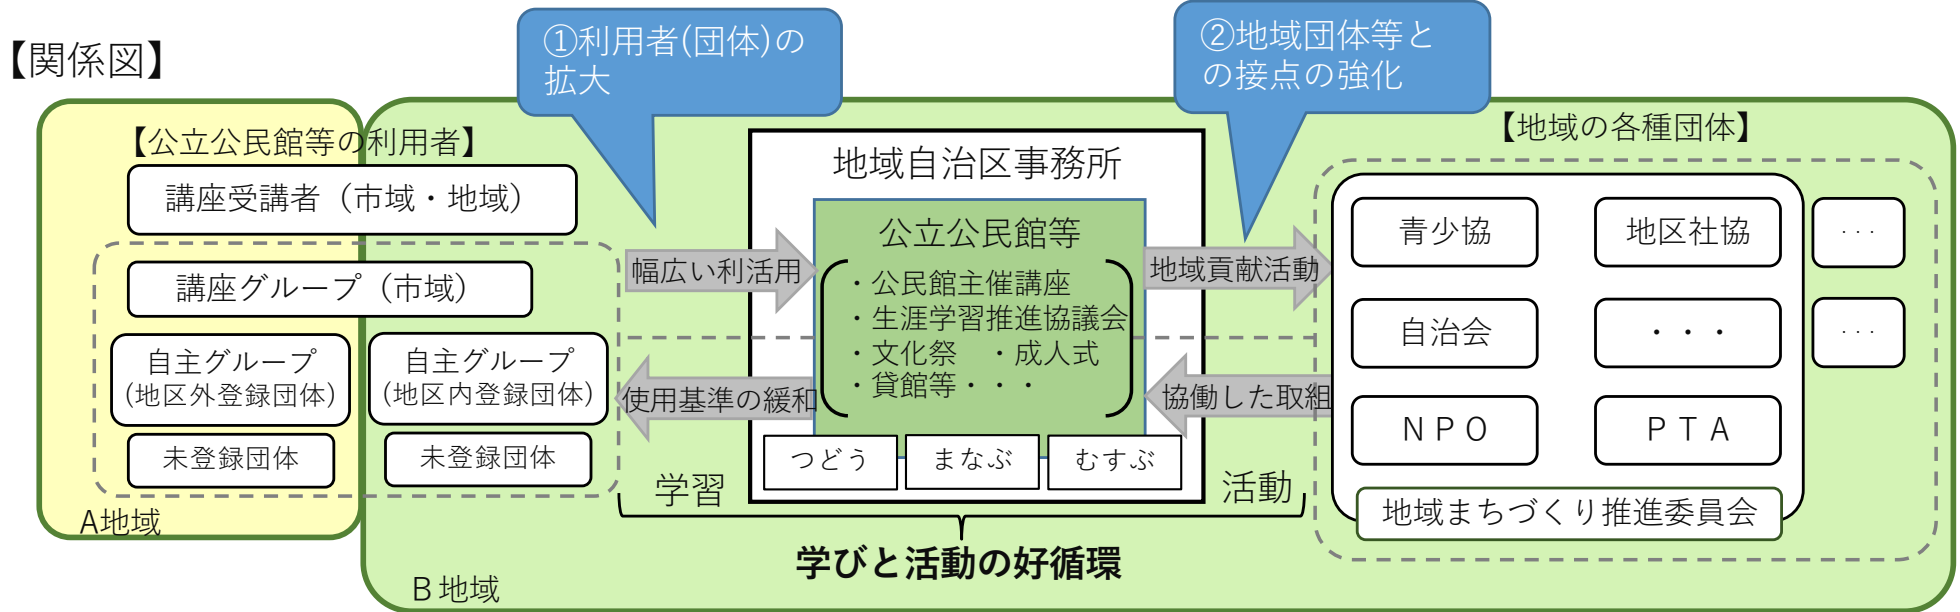 【関係図】
①利用者(団体)の
拡大
②地域団体等と
の接点の強化
【公立公民館等の利用者】
講座受講者（市域・地域）
講座グループ（市域）
自主グループ
(地区外登録団体)
自主グループ
(地区内登録団体)
未登録団体
未登録団体
A地域
B地域
幅広い利活用
使用基準の緩和
地域自治区事務所
公立公民館等
・公民館主催講座
・生涯学習推進協議会
・文化祭　・成人式
・貸館等・・・
つどう
まなぶ
むすぶ
地域貢献活動
協働した取組
学習
活動
学びと活動の好循環
【地域の各種団体】
青少協
地区社協
・・・
自治会
・・・
・・・
ＮＰＯ
ＰＴＡ
地域まちづくり推進委員会